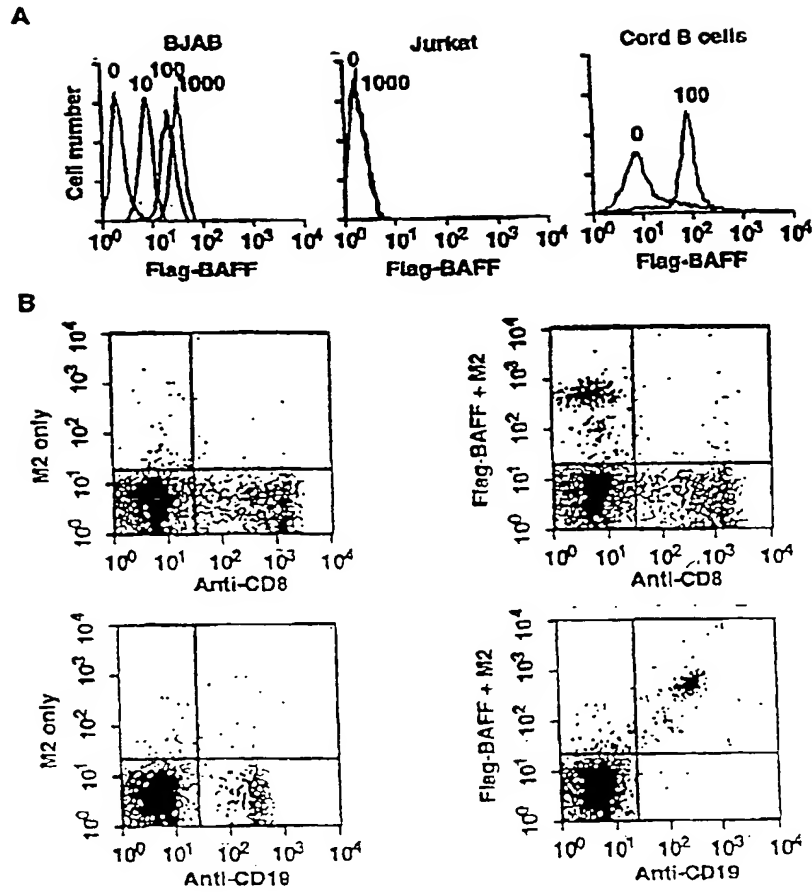 A
BJAB
Jurkat
Cord B cells
0
10
100
1000
0
1000
0
100
Cell number
10⁰ 10¹ 10² 10³ 10⁴
10⁰ 10¹ 10² 10³ 10⁴
10⁰ 10¹ 10² 10³ 10⁴
Flag-BAFF
Flag-BAFF
Flag-BAFF
B
M2 only
10⁰ 10¹ 10² 10³ 10⁴
10⁰ 10¹ 10² 10³ 10⁴
Anti-CD8
Flag-BAFF + M2
10⁰ 10¹ 10² 10³ 10⁴
10⁰ 10¹ 10² 10³ 10⁴
Anti-CD8
M2 only
10⁰ 10¹ 10² 10³ 10⁴
10⁰ 10¹ 10² 10³ 10⁴
Anti-CD19
Flag-BAFF + M2
10⁰ 10¹ 10² 10³ 10⁴
10⁰ 10¹ 10² 10³ 10⁴
Anti-CD19